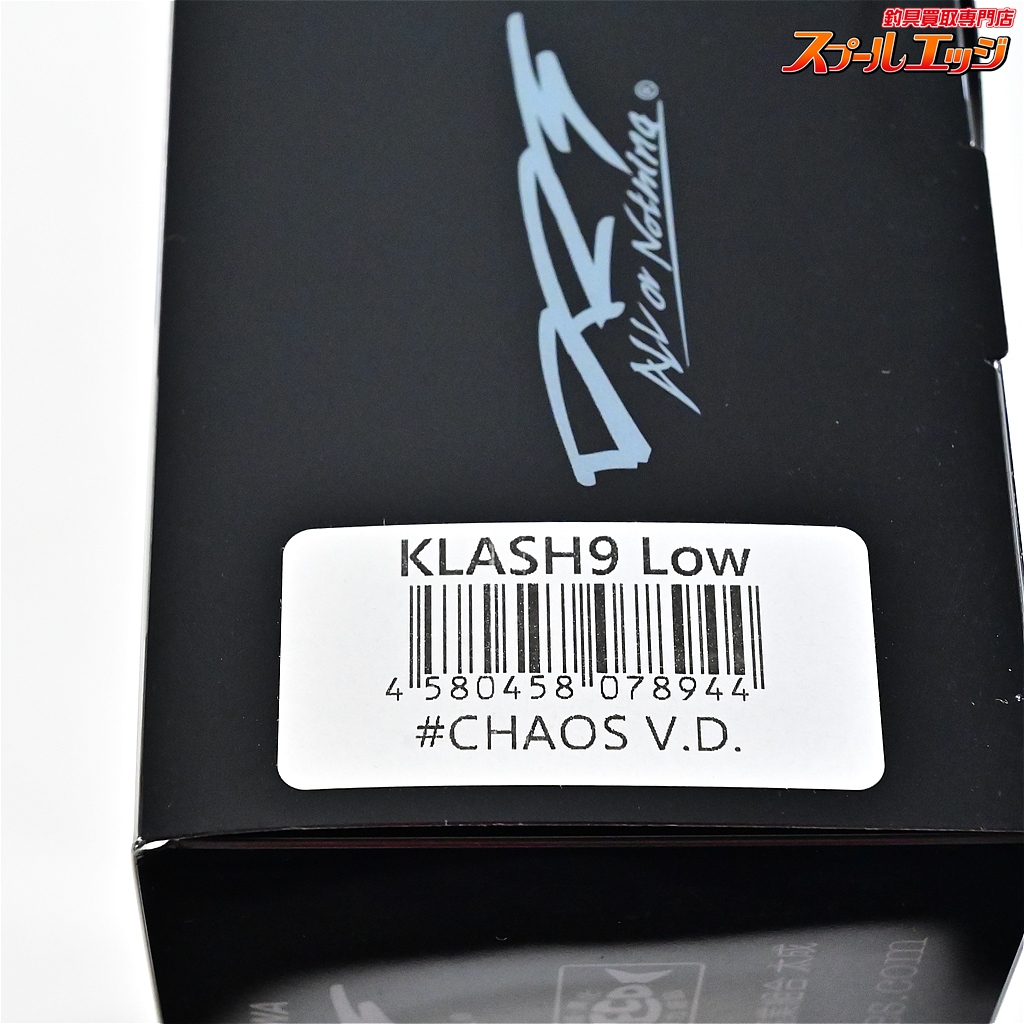 釣具買取専門店
スプールエッジ
DRT
All or Nothing
®
KLASH9 Low
4 580458 078944
#CHAOS V.D.